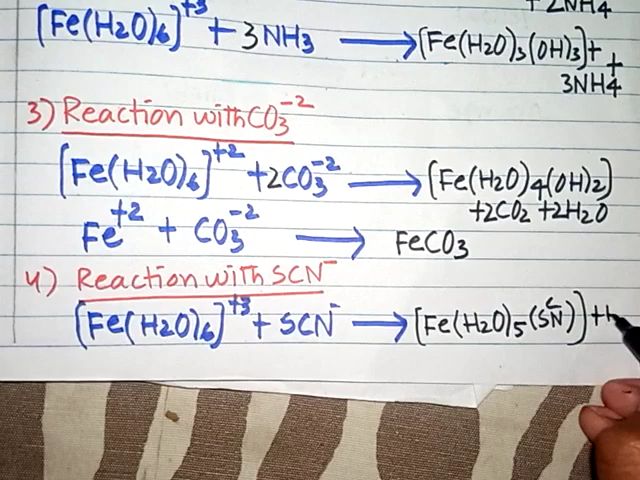 + 2NH4
[Fe(H2O)6]+3 + 3NH3 → [Fe(H2O)3(OH)3] + +
3NH4
3) Reaction with CO3-2
[Fe(H2O)6]+2 + 2CO3-2 → [Fe(H2O)4(OH)2]
+2CO2 +2H2O
Fe+2 + CO3-2 → FeCO3
4) Reaction with SCN-
[Fe(H2O)6]+3 + SCN- → [Fe(H2O)5(SCN)] +